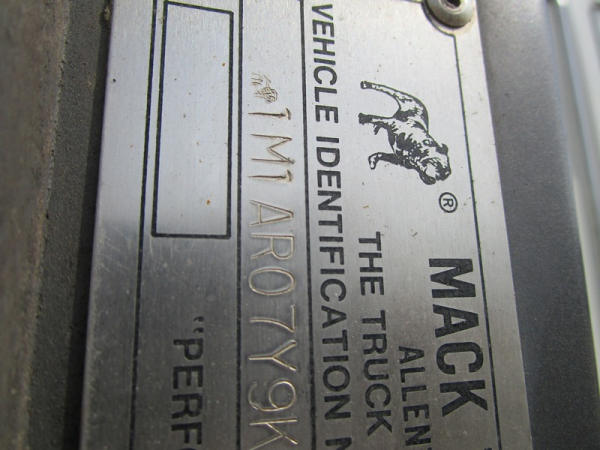 MACK
ALLEN
THE TRUCK
®
VEHICLE IDENTIFICATION N
1M1AR07Y9K
"PERF